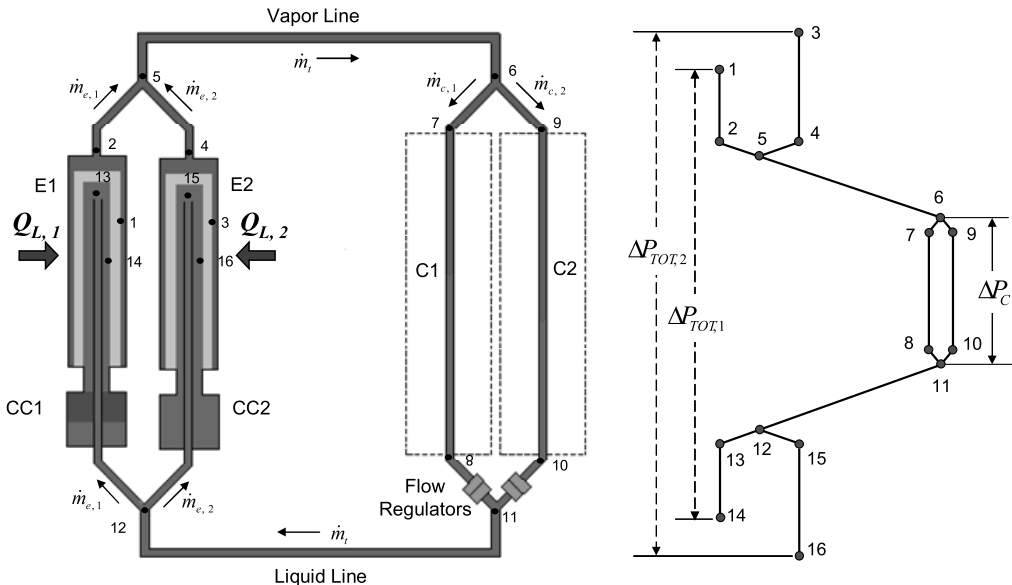 Vapor Line
ṁt
5
6
ṁe, 1
ṁe, 2
ṁc, 1
ṁc, 2
2
4
7
9
E1
13
15
E2
QL, 1
1
3
QL, 2
14
16
C1
C2
CC1
CC2
8
10
Flow
Regulators
11
ṁe, 1
ṁe, 2
12
ṁt
Liquid Line
3
1
2
5
4
6
7
9
ΔPTOT,2
ΔPTOT,1
ΔPC
8
10
11
12
13
15
14
16